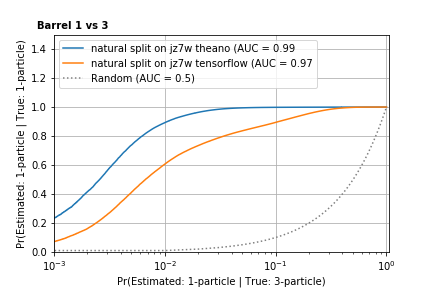 Barrel 1 vs 3
natural split on jz7w theano (AUC = 0.99
natural split on jz7w tensorflow (AUC = 0.97
Random (AUC = 0.5)
Pr(Estimated: 1-particle | True: 1-particle)
1.4
1.2
1.0
0.8
0.6
0.4
0.2
0.0
10⁻³
10⁻²
10⁻¹
10⁰
Pr(Estimated: 1-particle | True: 3-particle)